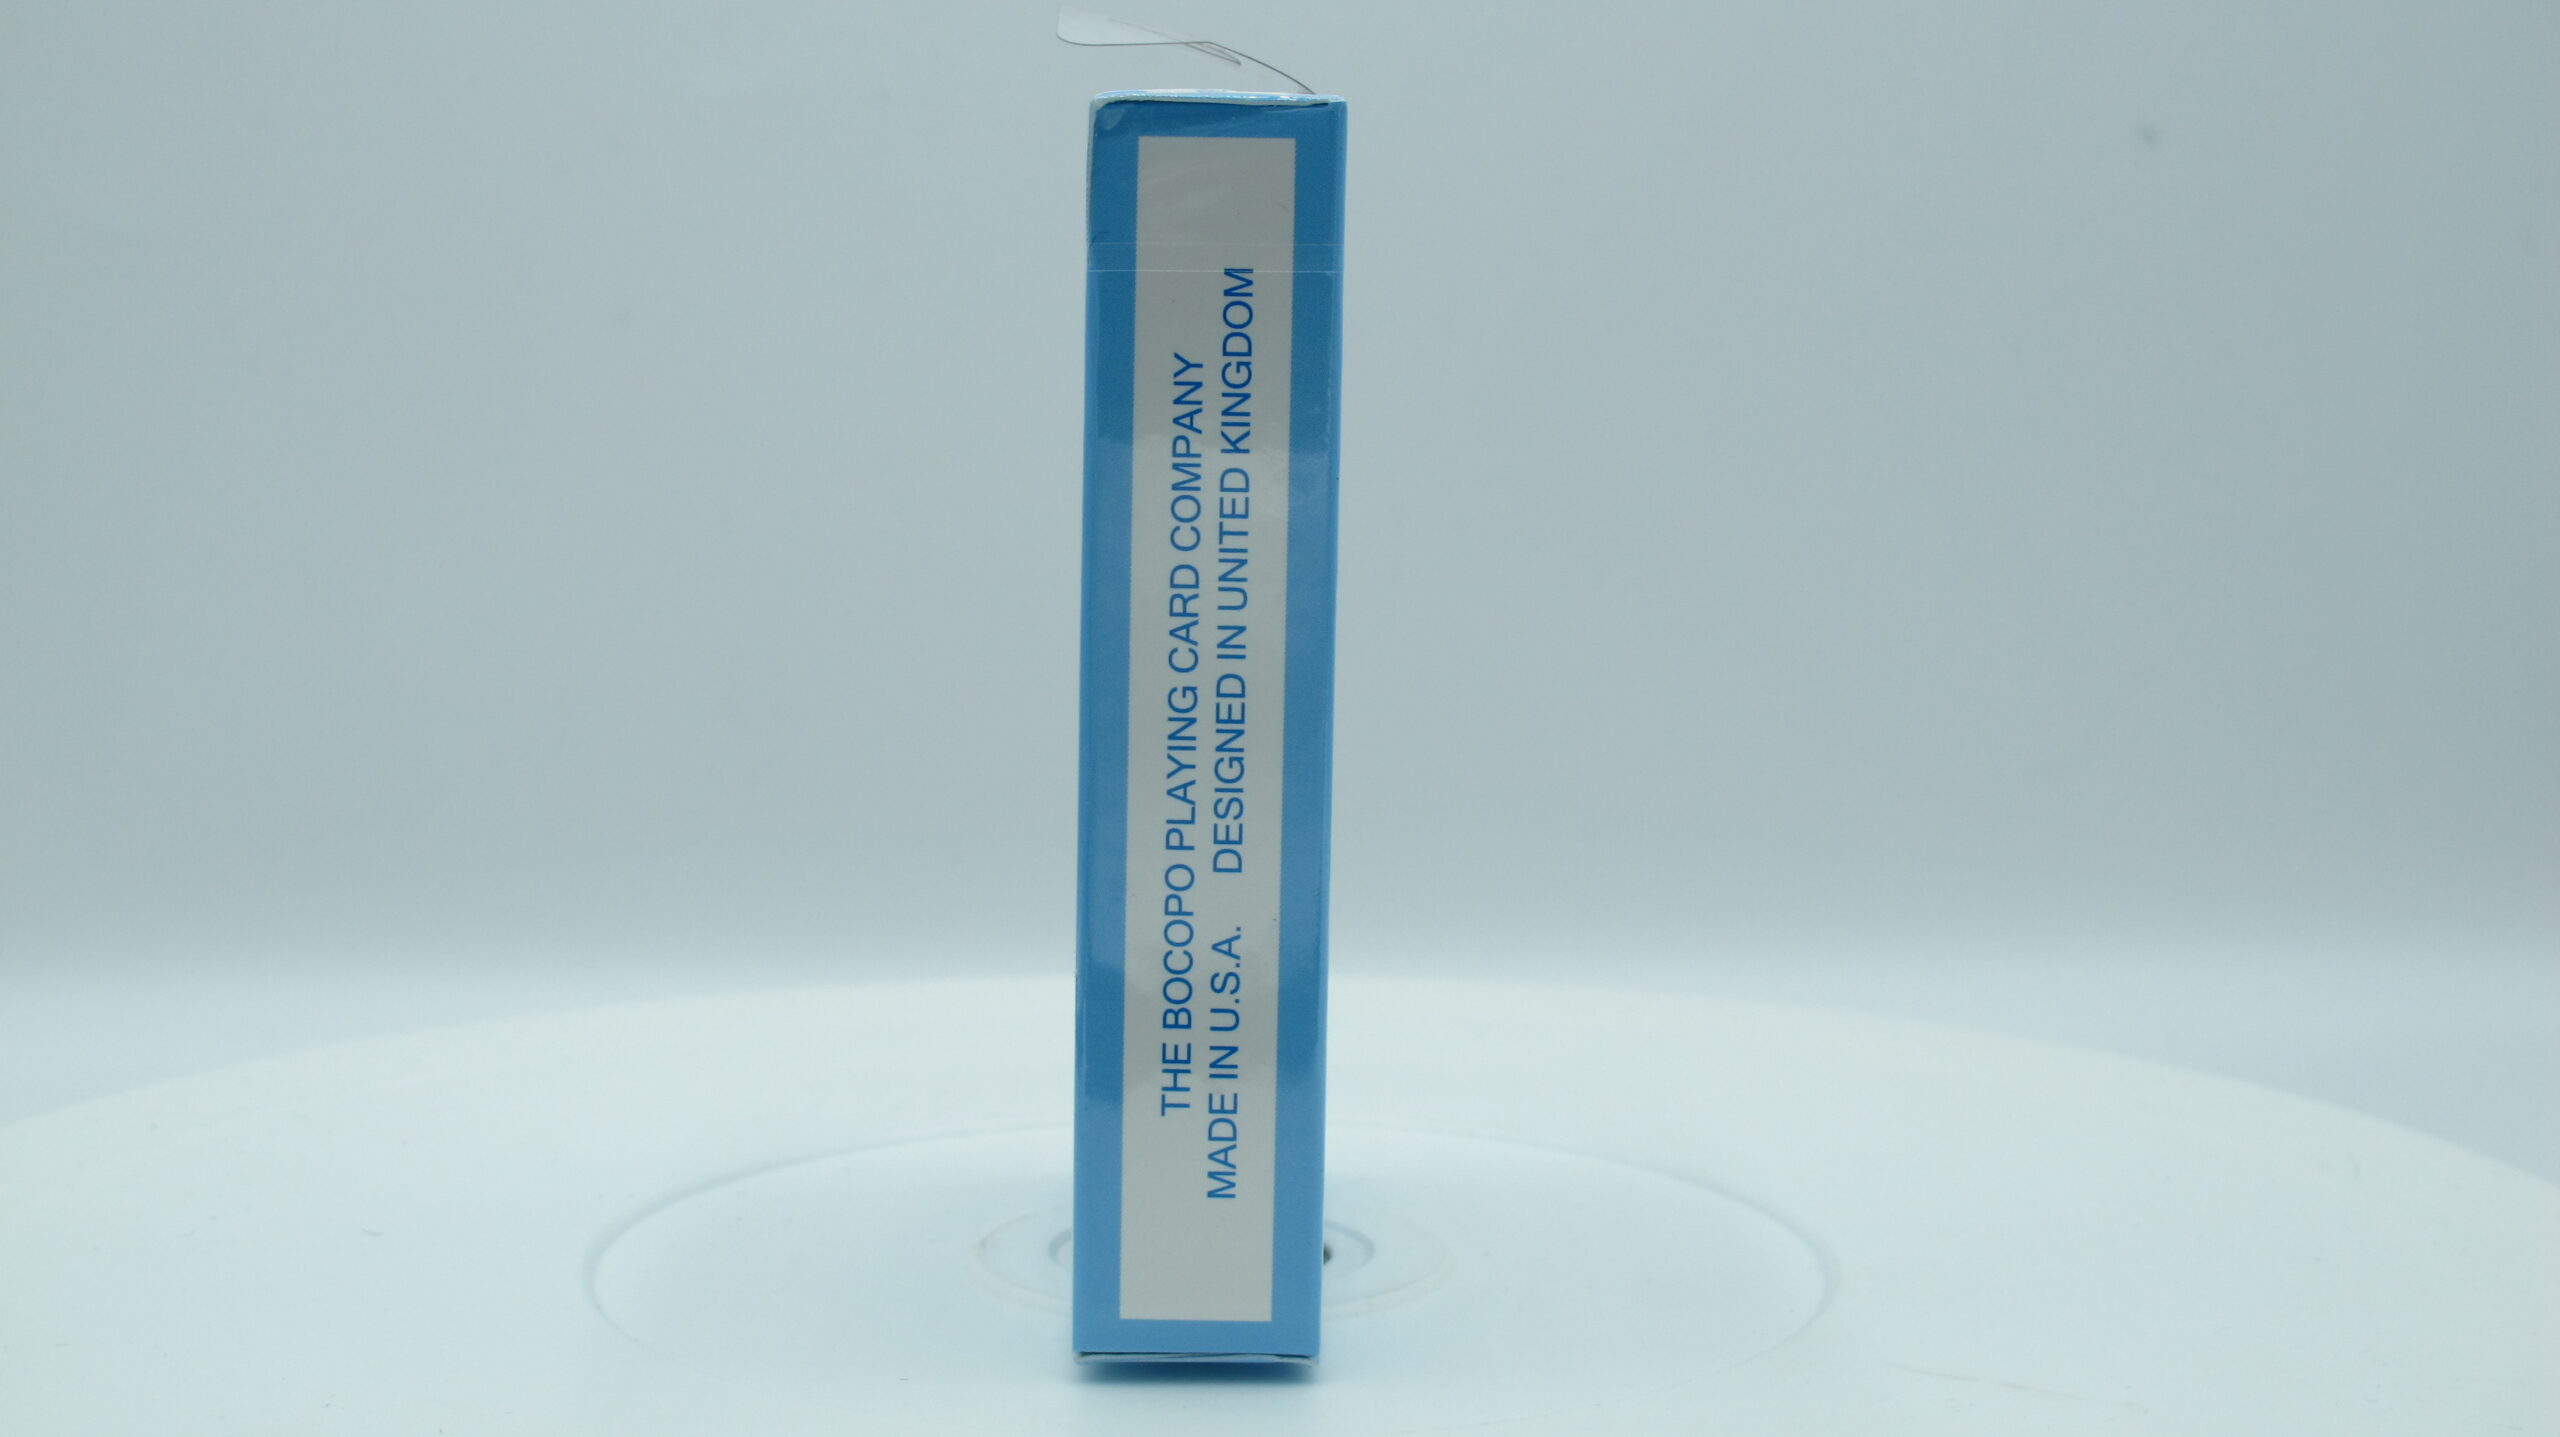 THE BOCOPO PLAYING CARD COMPANY
MADE IN U.S.A. DESIGNED IN UNITED KINGDOM